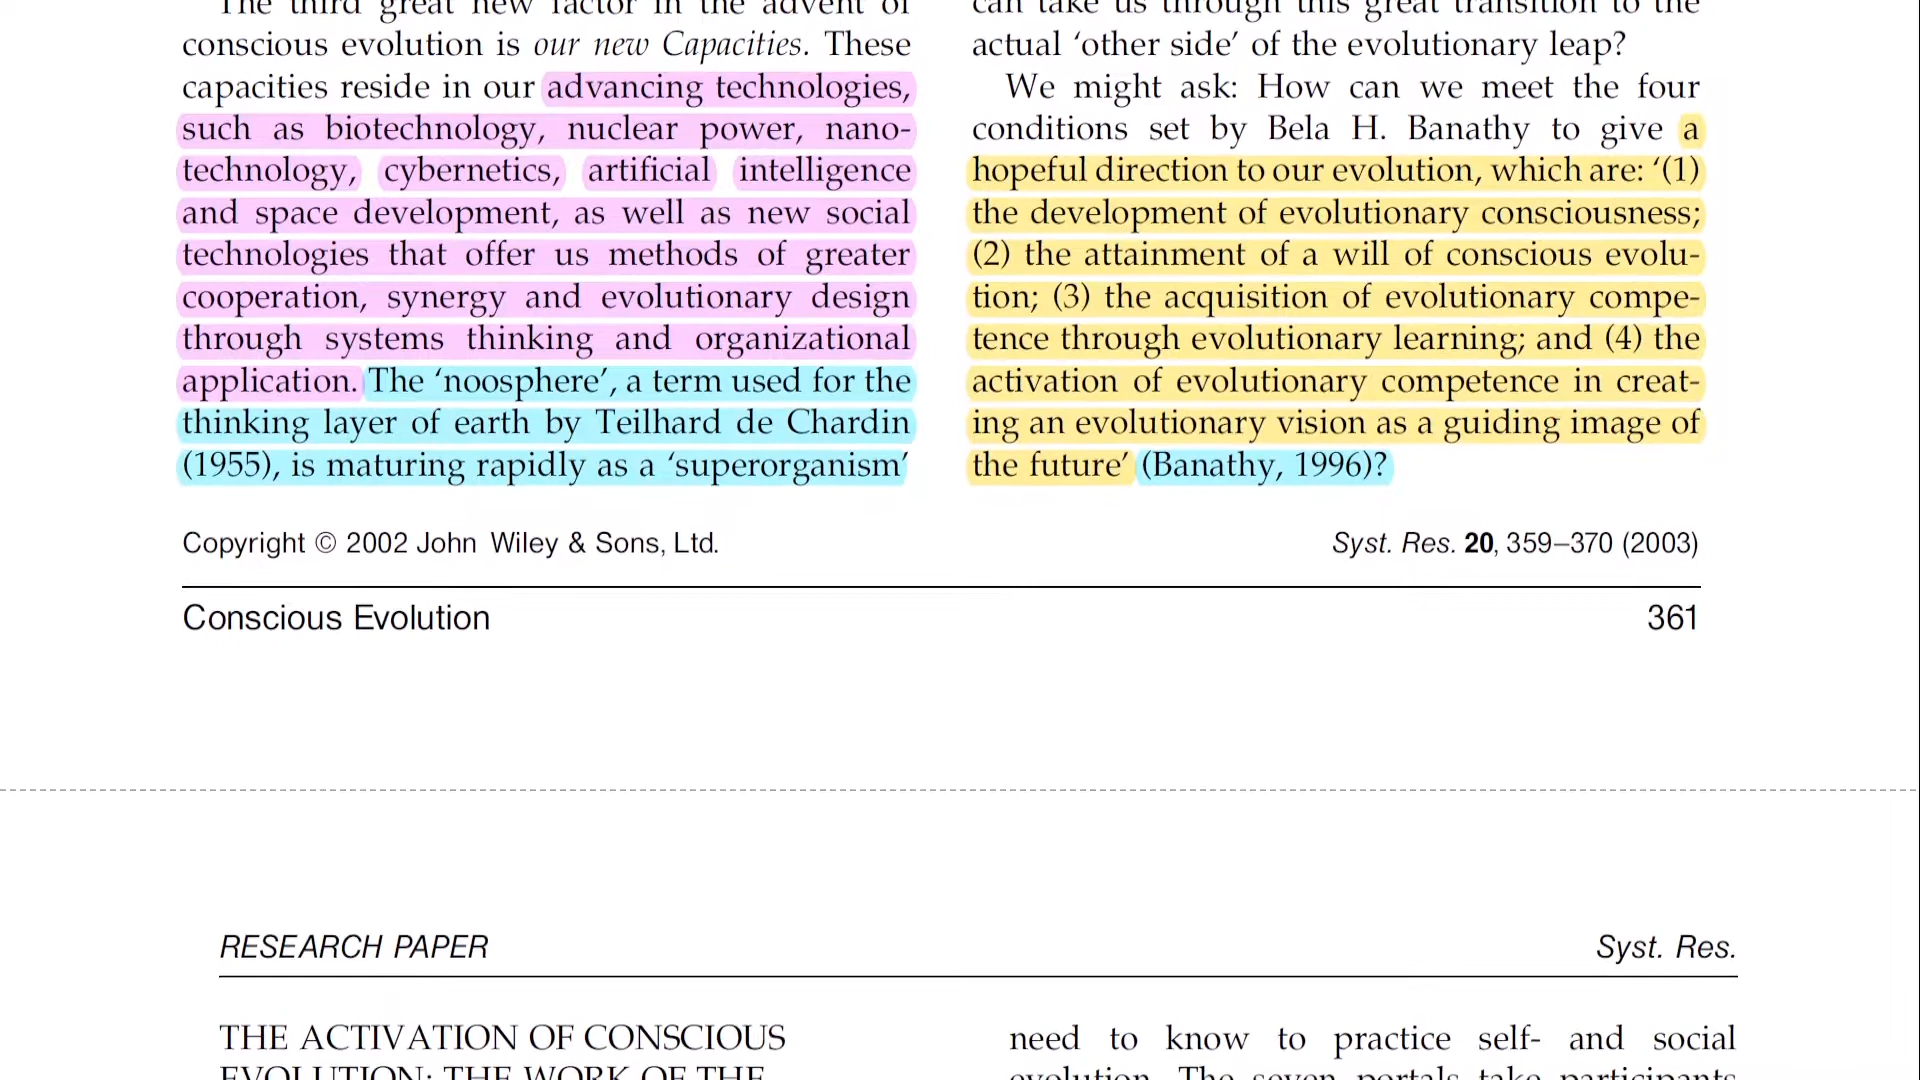 The third great new factor in the advent of
conscious evolution is our new Capacities. These
capacities reside in our advancing technologies,
such as biotechnology, nuclear power, nano-
technology, cybernetics, artificial intelligence
and space development, as well as new social
technologies that offer us methods of greater
cooperation, synergy and evolutionary design
through systems thinking and organizational
application. The ‘noosphere’, a term used for the
thinking layer of earth by Teilhard de Chardin
(1955), is maturing rapidly as a ‘superorganism’
can take us through this great transition to the
actual ‘other side’ of the evolutionary leap?
We might ask: How can we meet the four
conditions set by Bela H. Banathy to give a
hopeful direction to our evolution, which are: ‘(1)
the development of evolutionary consciousness;
(2) the attainment of a will of conscious evolu-
tion; (3) the acquisition of evolutionary compe-
tence through evolutionary learning; and (4) the
activation of evolutionary competence in creat-
ing an evolutionary vision as a guiding image of
the future’ (Banathy, 1996)?
Copyright © 2002 John Wiley & Sons, Ltd.
Syst. Res. 20, 359–370 (2003)
Conscious Evolution
361
RESEARCH PAPER
Syst. Res.
THE ACTIVATION OF CONSCIOUS
EVOLUTION: THE WORK OF THE
need to know to practice self- and social
evolution. The seven portals take participants